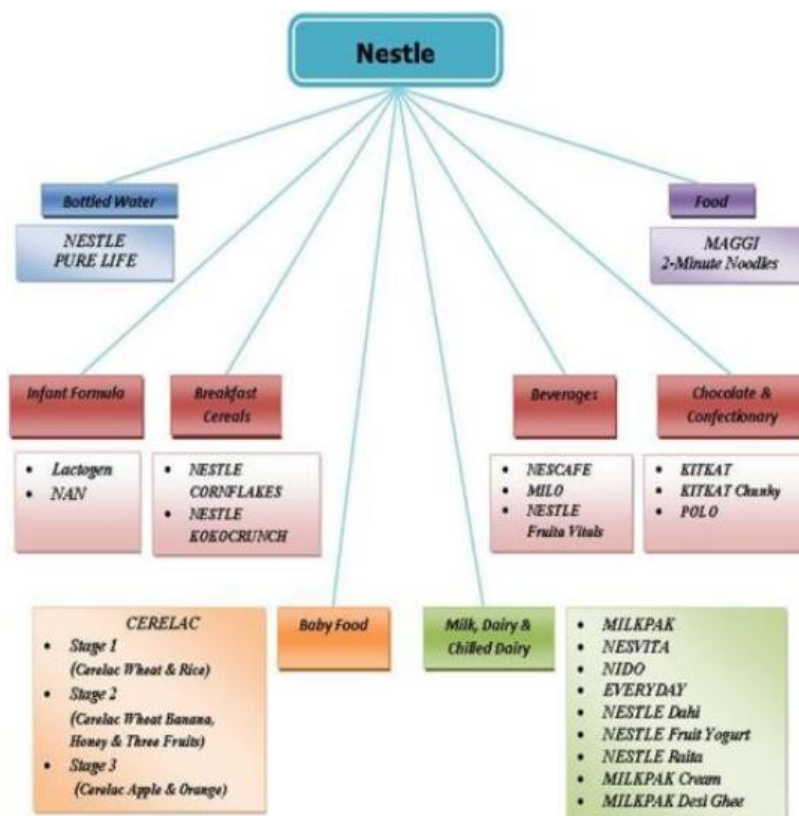 Nestle
Bottled Water
NESTLE
PURE LIFE
Food
MAGGI
2-Minute Noodles
Infant Formula
• Lactogen
• NAN
Breakfast
Cereals
• NESTLE
CORNFLAKES
• NESTLE
KOKOCRUNCH
Beverages
• NESCAFE
• MILO
• NESTLE
Fruita Vitals
Chocolate &
Confectionary
• KITKAT
• KITKAT Chunky
• POLO
CERELAC
• Stage 1
(Cerelac Wheat & Rice)
• Stage 2
(Cerelac Wheat Banana,
Honey & Three Fruits)
• Stage 3
(Cerelac Apple & Orange)
Baby Food
Milk, Dairy &
Chilled Dairy
• MILKPAK
• NESVITA
• NIDO
• EVERYDAY
• NESTLE Dahi
• NESTLE Fruit Yogurt
• NESTLE Raita
• MILKPAK Cream
• MILKPAK Desi Ghee